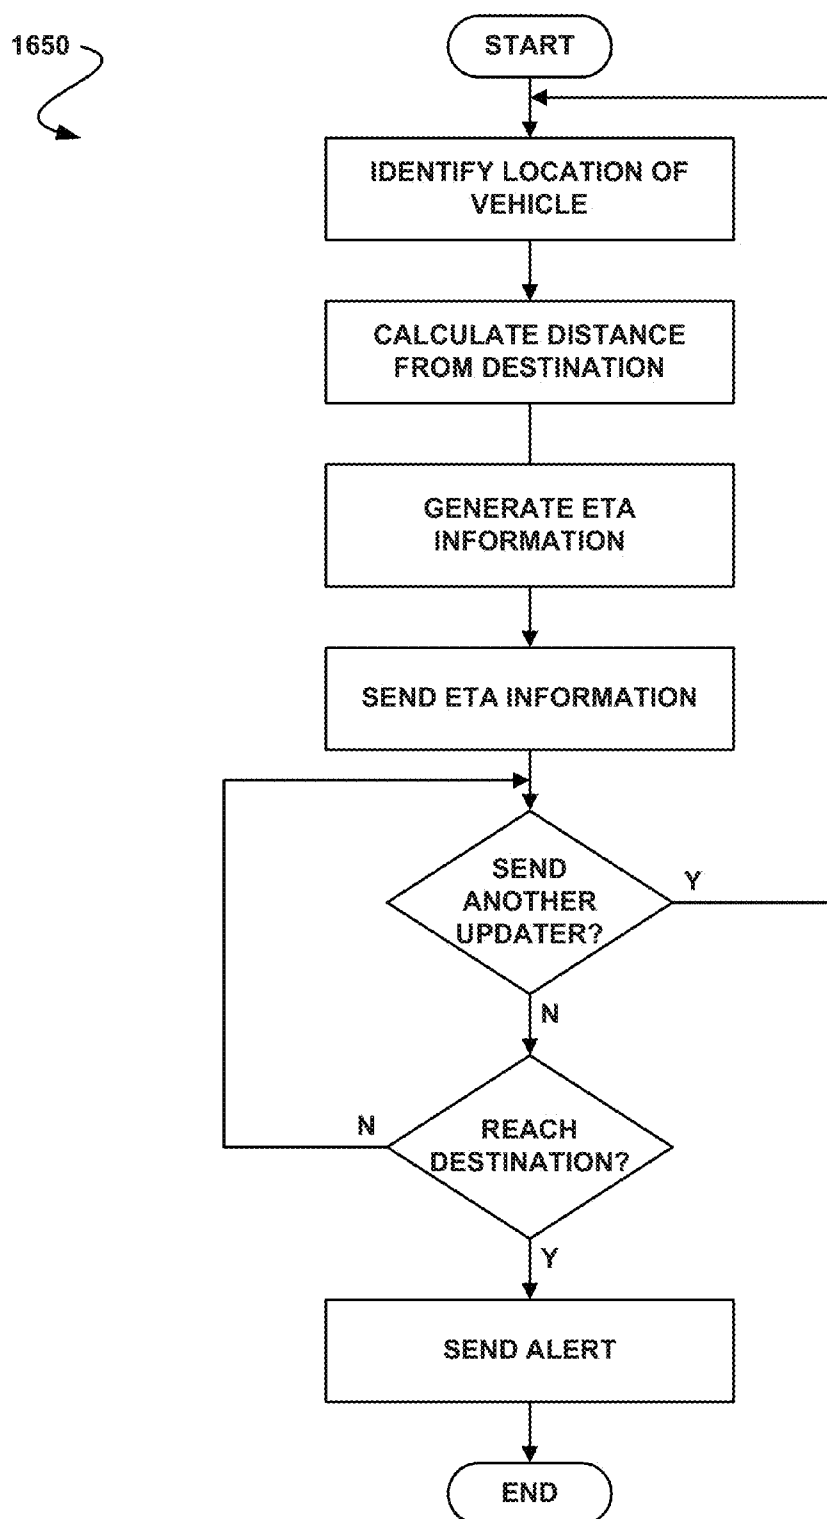 1650
START
IDENTIFY LOCATION OF
VEHICLE
CALCULATE DISTANCE
FROM DESTINATION
GENERATE ETA
INFORMATION
SEND ETA INFORMATION
SEND
ANOTHER
UPDATER?
Y
N
REACH
DESTINATION?
N
Y
SEND ALERT
END